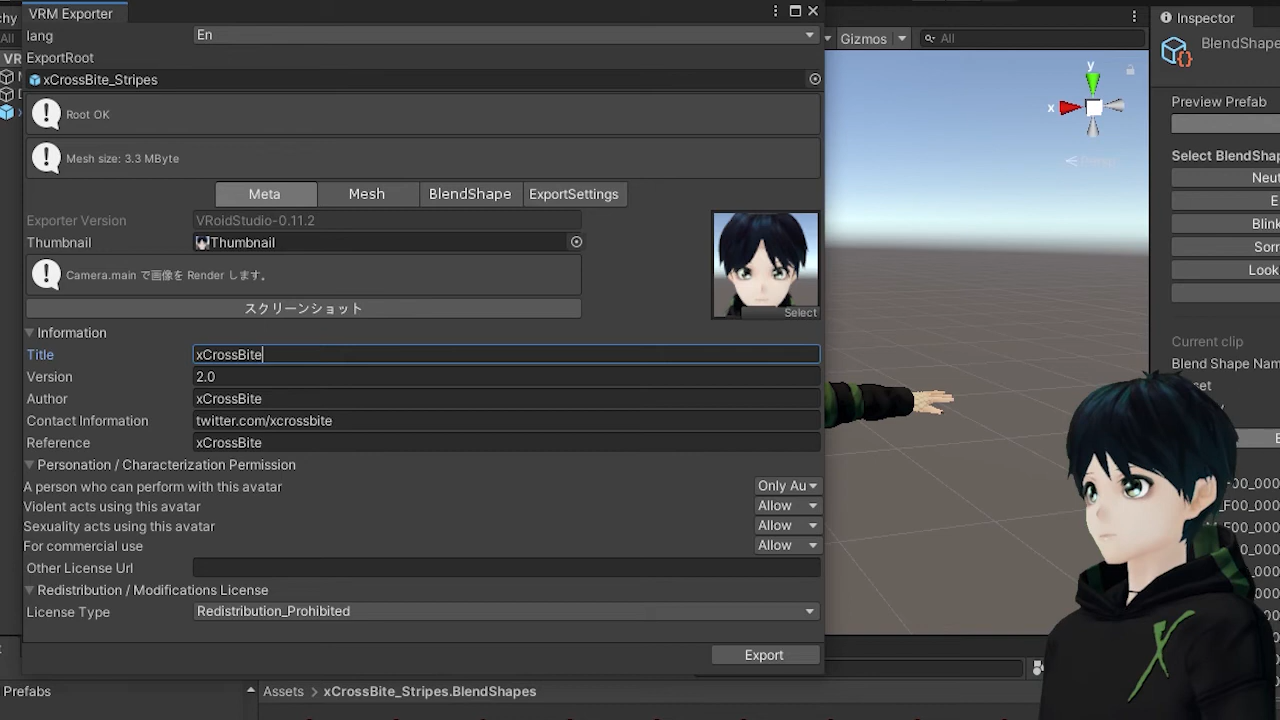 VRM Exporter
lang En
ExportRoot
xCrossBite_Stripes
Root OK
Mesh size: 3.3 MByte
Meta Mesh BlendShape ExportSettings
Exporter Version VRoidStudio-0.11.2
Thumbnail Thumbnail
Camera.main で画像を Render します。
スクリーンショット
Select
Information
Title xCrossBite
Version 2.0
Author xCrossBite
Contact Information twitter.com/xcrossbite
Reference xCrossBite
Personation / Characterization Permission
A person who can perform with this avatar Only Au
Violent acts using this avatar Allow
Sexuality acts using this avatar Allow
For commercial use Allow
Other License Url
Redistribution / Modifications License
License Type Redistribution_Prohibited
Export
Prefabs
Assets > xCrossBite_Stripes.BlendShapes
Gizmos All
y
x
Persp
Inspector
BlendShape
Preview Prefab
Select BlendShap
Neut
E
Blink
Sorr
Look
Current clip
Blend Shape Nam
F00_000